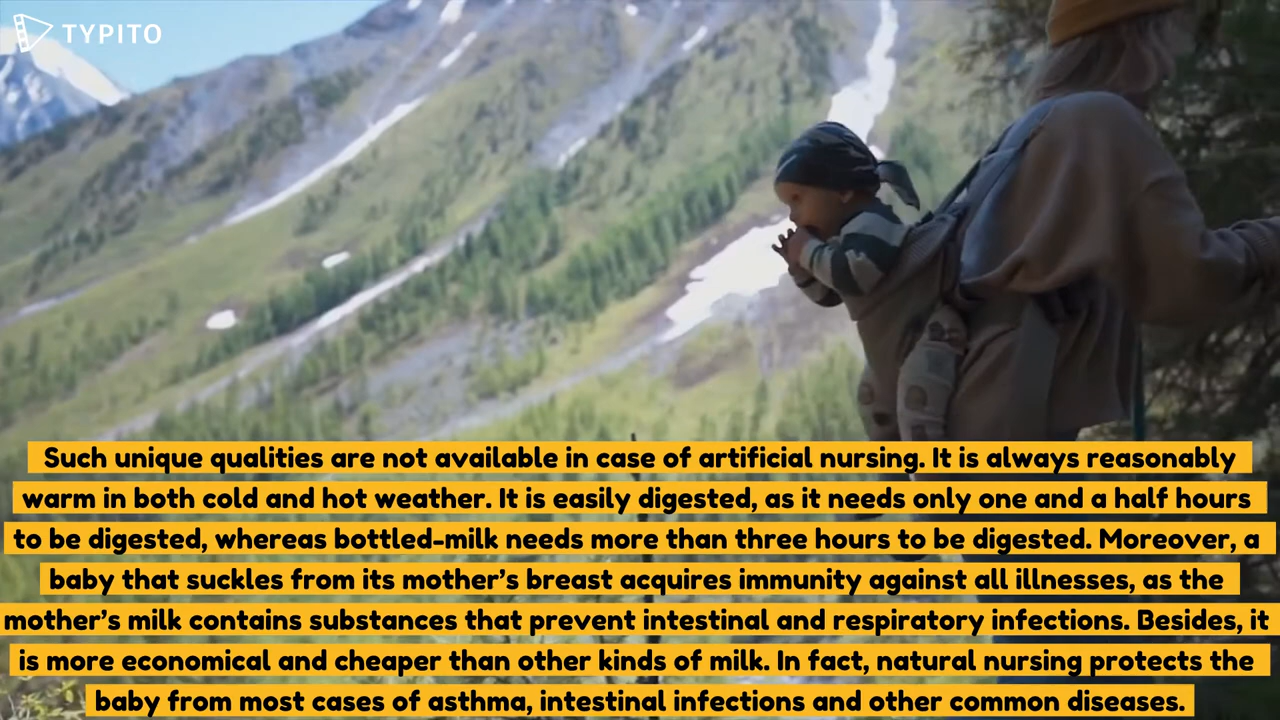 TYPITO
Such unique qualities are not available in case of artificial nursing. It is always reasonably
warm in both cold and hot weather. It is easily digested, as it needs only one and a half hours
to be digested, whereas bottled-milk needs more than three hours to be digested. Moreover, a
baby that suckles from its mother's breast acquires immunity against all illnesses, as the
mother's milk contains substances that prevent intestinal and respiratory infections. Besides, it
is more economical and cheaper than other kinds of milk. In fact, natural nursing protects the
baby from most cases of asthma, intestinal infections and other common diseases.